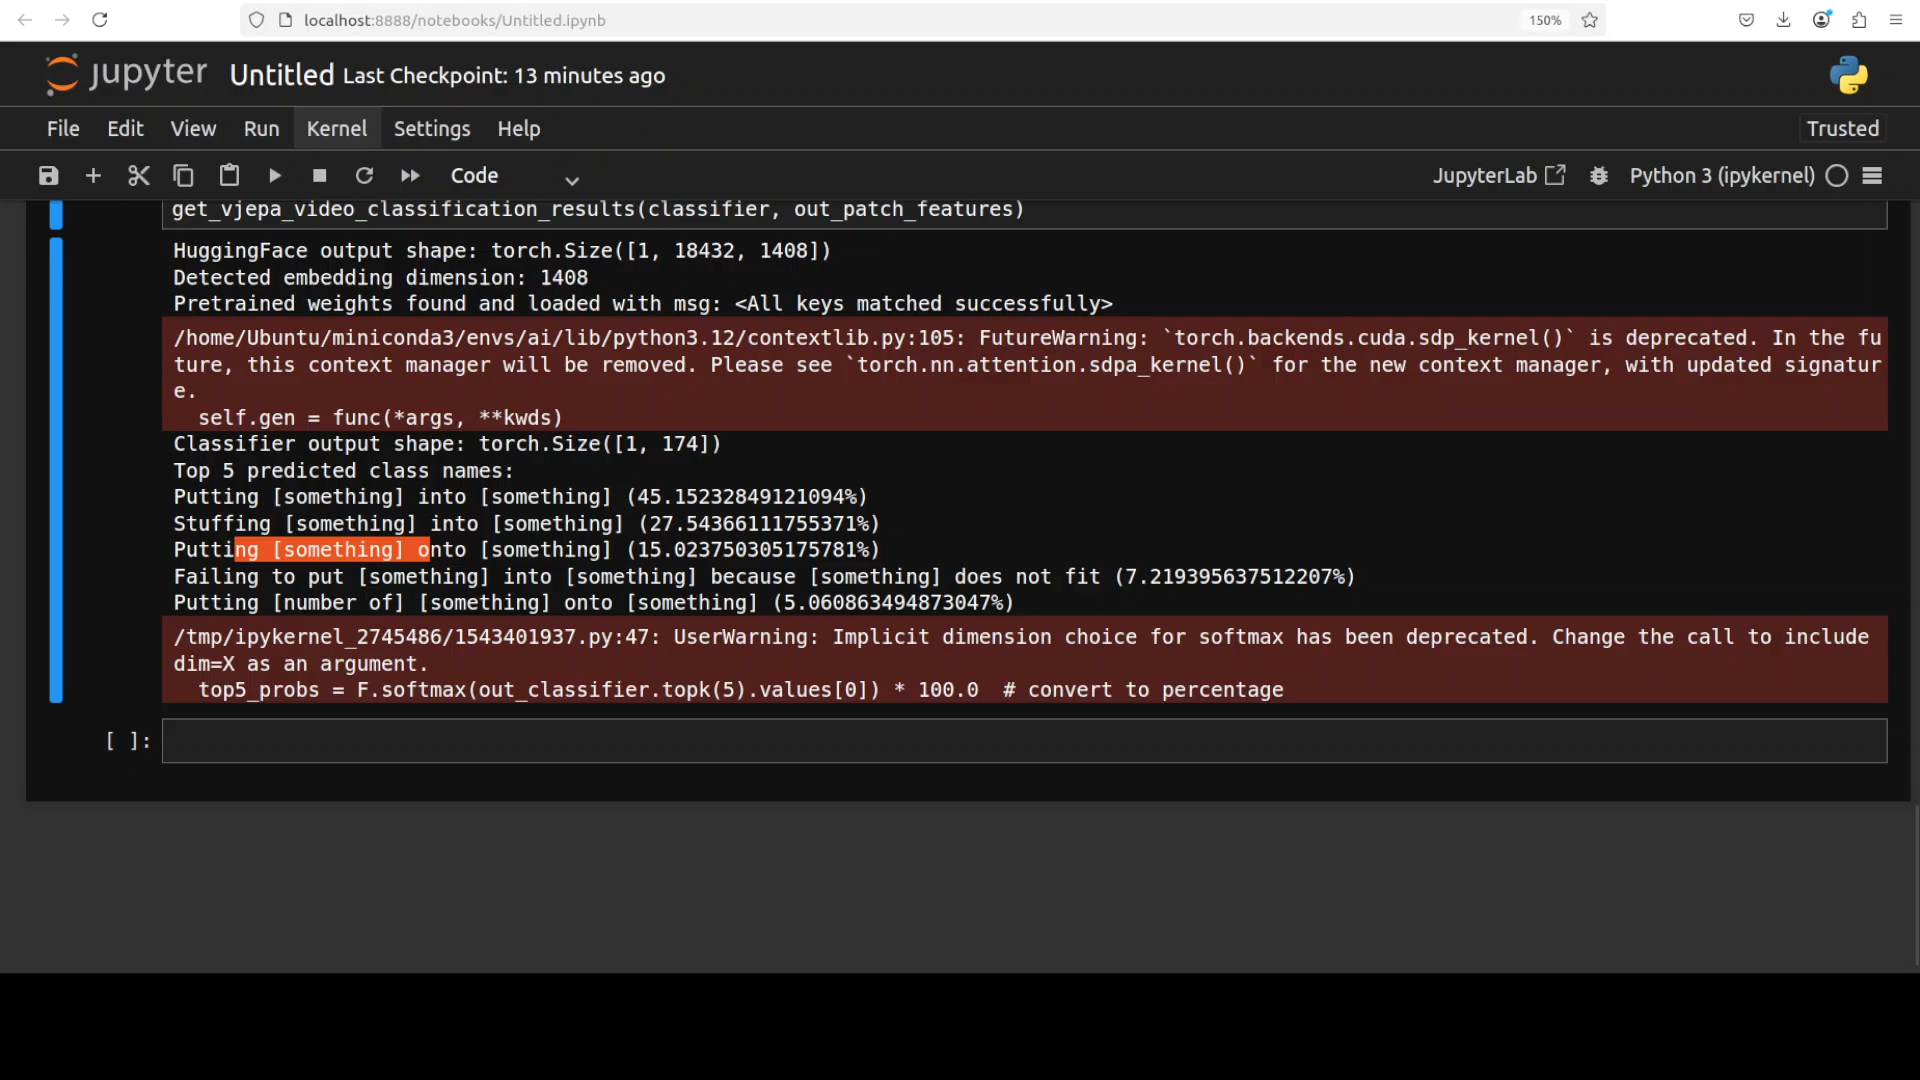 localhost:8888/notebooks/Untitled.ipynb
150%
jupyter Untitled Last Checkpoint: 13 minutes ago
File Edit View Run Kernel Settings Help
Trusted
Code
JupyterLab
Python 3 (ipykernel)
get_vjepa_video_classification_results(classifier, out_patch_features)
HuggingFace output shape: torch.Size([1, 18432, 1408])
Detected embedding dimension: 1408
Pretrained weights found and loaded with msg: <All keys matched successfully>
/home/Ubuntu/miniconda3/envs/ai/lib/python3.12/contextlib.py:105: FutureWarning: `torch.backends.cuda.sdp_kernel()` is deprecated. In the fu
ture, this context manager will be removed. Please see `torch.nn.attention.sdpa_kernel()` for the new context manager, with updated signatur
e.
self.gen = func(*args, **kwds)
Classifier output shape: torch.Size([1, 174])
Top 5 predicted class names:
Putting [something] into [something] (45.15232849121094%)
Stuffing [something] into [something] (27.54366111755371%)
Putting [something] onto [something] (15.023750305175781%)
Failing to put [something] into [something] because [something] does not fit (7.219395637512207%)
Putting [number of] [something] onto [something] (5.060863494873047%)
/tmp/ipykernel_2745486/1543401937.py:47: UserWarning: Implicit dimension choice for softmax has been deprecated. Change the call to include
dim=X as an argument.
top5_probs = F.softmax(out_classifier.topk(5).values[0]) * 100.0  # convert to percentage
[ ]: